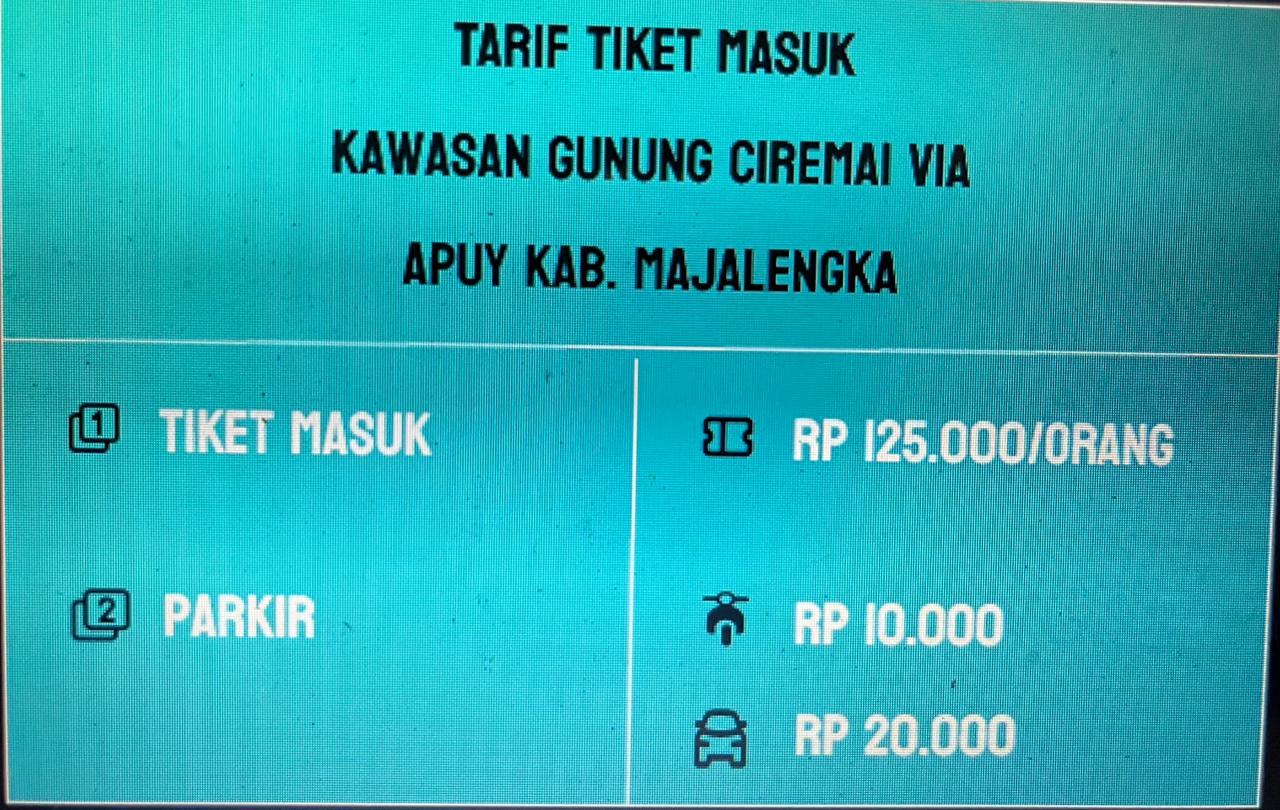 TARIF TIKET MASUK
KAWASAN GUNUNG CIREMAI VIA
APUY KAB. MAJALENGKA
1 TIKET MASUK
RP 125.000/ORANG
2 PARKIR
RP 10.000
RP 20.000